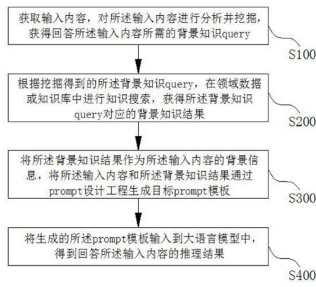 获取输入内容，对所述输入内容进行分析并挖掘，
获得回答所述输入内容所需的背景知识query
S100
根据挖掘得到的所述背景知识query，在领域数据
或知识库中进行知识搜索，获得所述背景知识
query对应的背景知识结果
S200
将所述背景知识结果作为所述输入内容的背景信
息，将所述输入内容和所述背景知识结果通过
prompt设计工程生成目标prompt模板
S300
将生成的所述prompt模板输入到大语言模型中，
得到回答所述输入内容的推理结果
S400